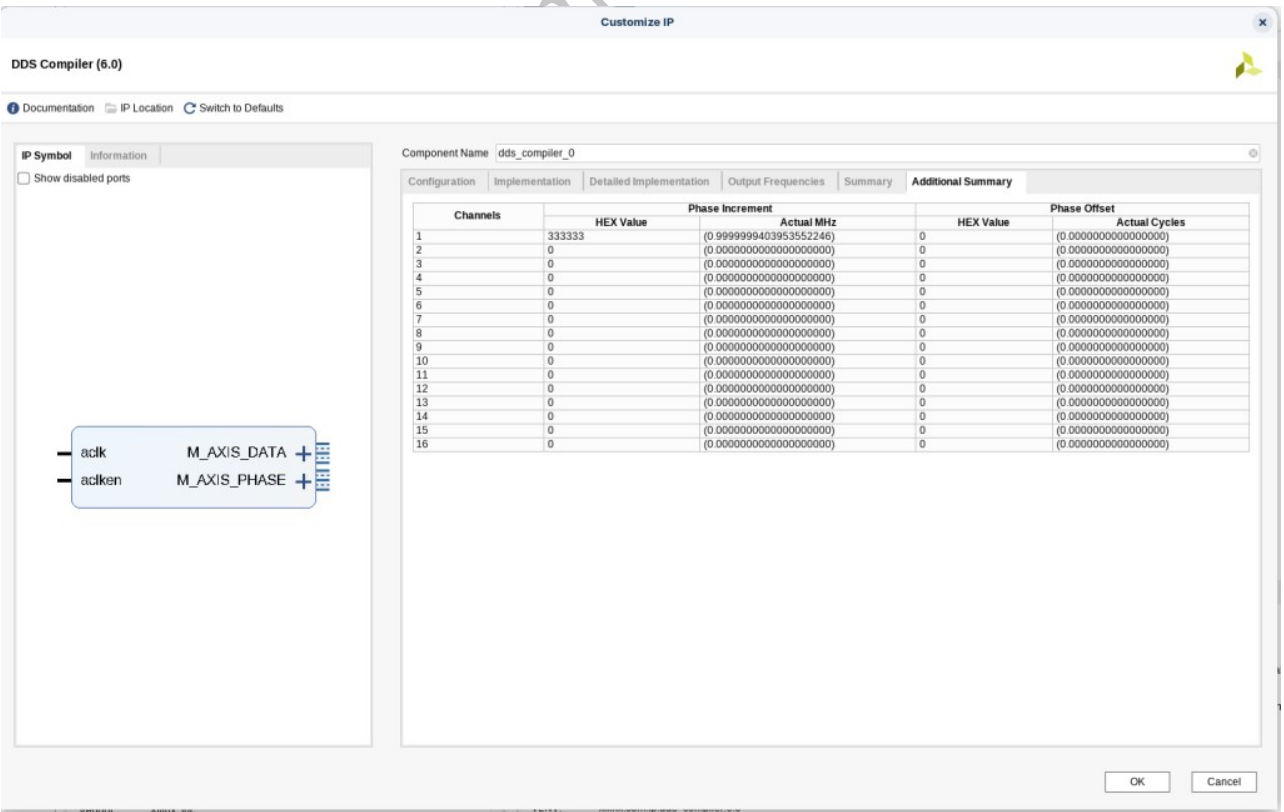 Customize IP
DDS Compiler (6.0)
Documentation IP Location Switch to Defaults
IP Symbol Information
Show disabled ports
aclk M_AXIS_DATA
aclken M_AXIS_PHASE
Component Name dds_compiler_0
Configuration Implementation Detailed Implementation Output Frequencies Summary Additional Summary
Channels Phase Increment Phase Offset
HEX Value Actual MHz HEX Value Actual Cycles
1 333333 (0.9999999403953552246) 0 (0.0000000000000000)
2 0 (0.0000000000000000000) 0 (0.0000000000000000)
3 0 (0.0000000000000000000) 0 (0.0000000000000000)
4 0 (0.0000000000000000000) 0 (0.0000000000000000)
5 0 (0.0000000000000000000) 0 (0.0000000000000000)
6 0 (0.0000000000000000000) 0 (0.0000000000000000)
7 0 (0.0000000000000000000) 0 (0.0000000000000000)
8 0 (0.0000000000000000000) 0 (0.0000000000000000)
9 0 (0.0000000000000000000) 0 (0.0000000000000000)
10 0 (0.0000000000000000000) 0 (0.0000000000000000)
11 0 (0.0000000000000000000) 0 (0.0000000000000000)
12 0 (0.0000000000000000000) 0 (0.0000000000000000)
13 0 (0.0000000000000000000) 0 (0.0000000000000000)
14 0 (0.0000000000000000000) 0 (0.0000000000000000)
15 0 (0.0000000000000000000) 0 (0.0000000000000000)
16 0 (0.0000000000000000000) 0 (0.0000000000000000)
OK Cancel